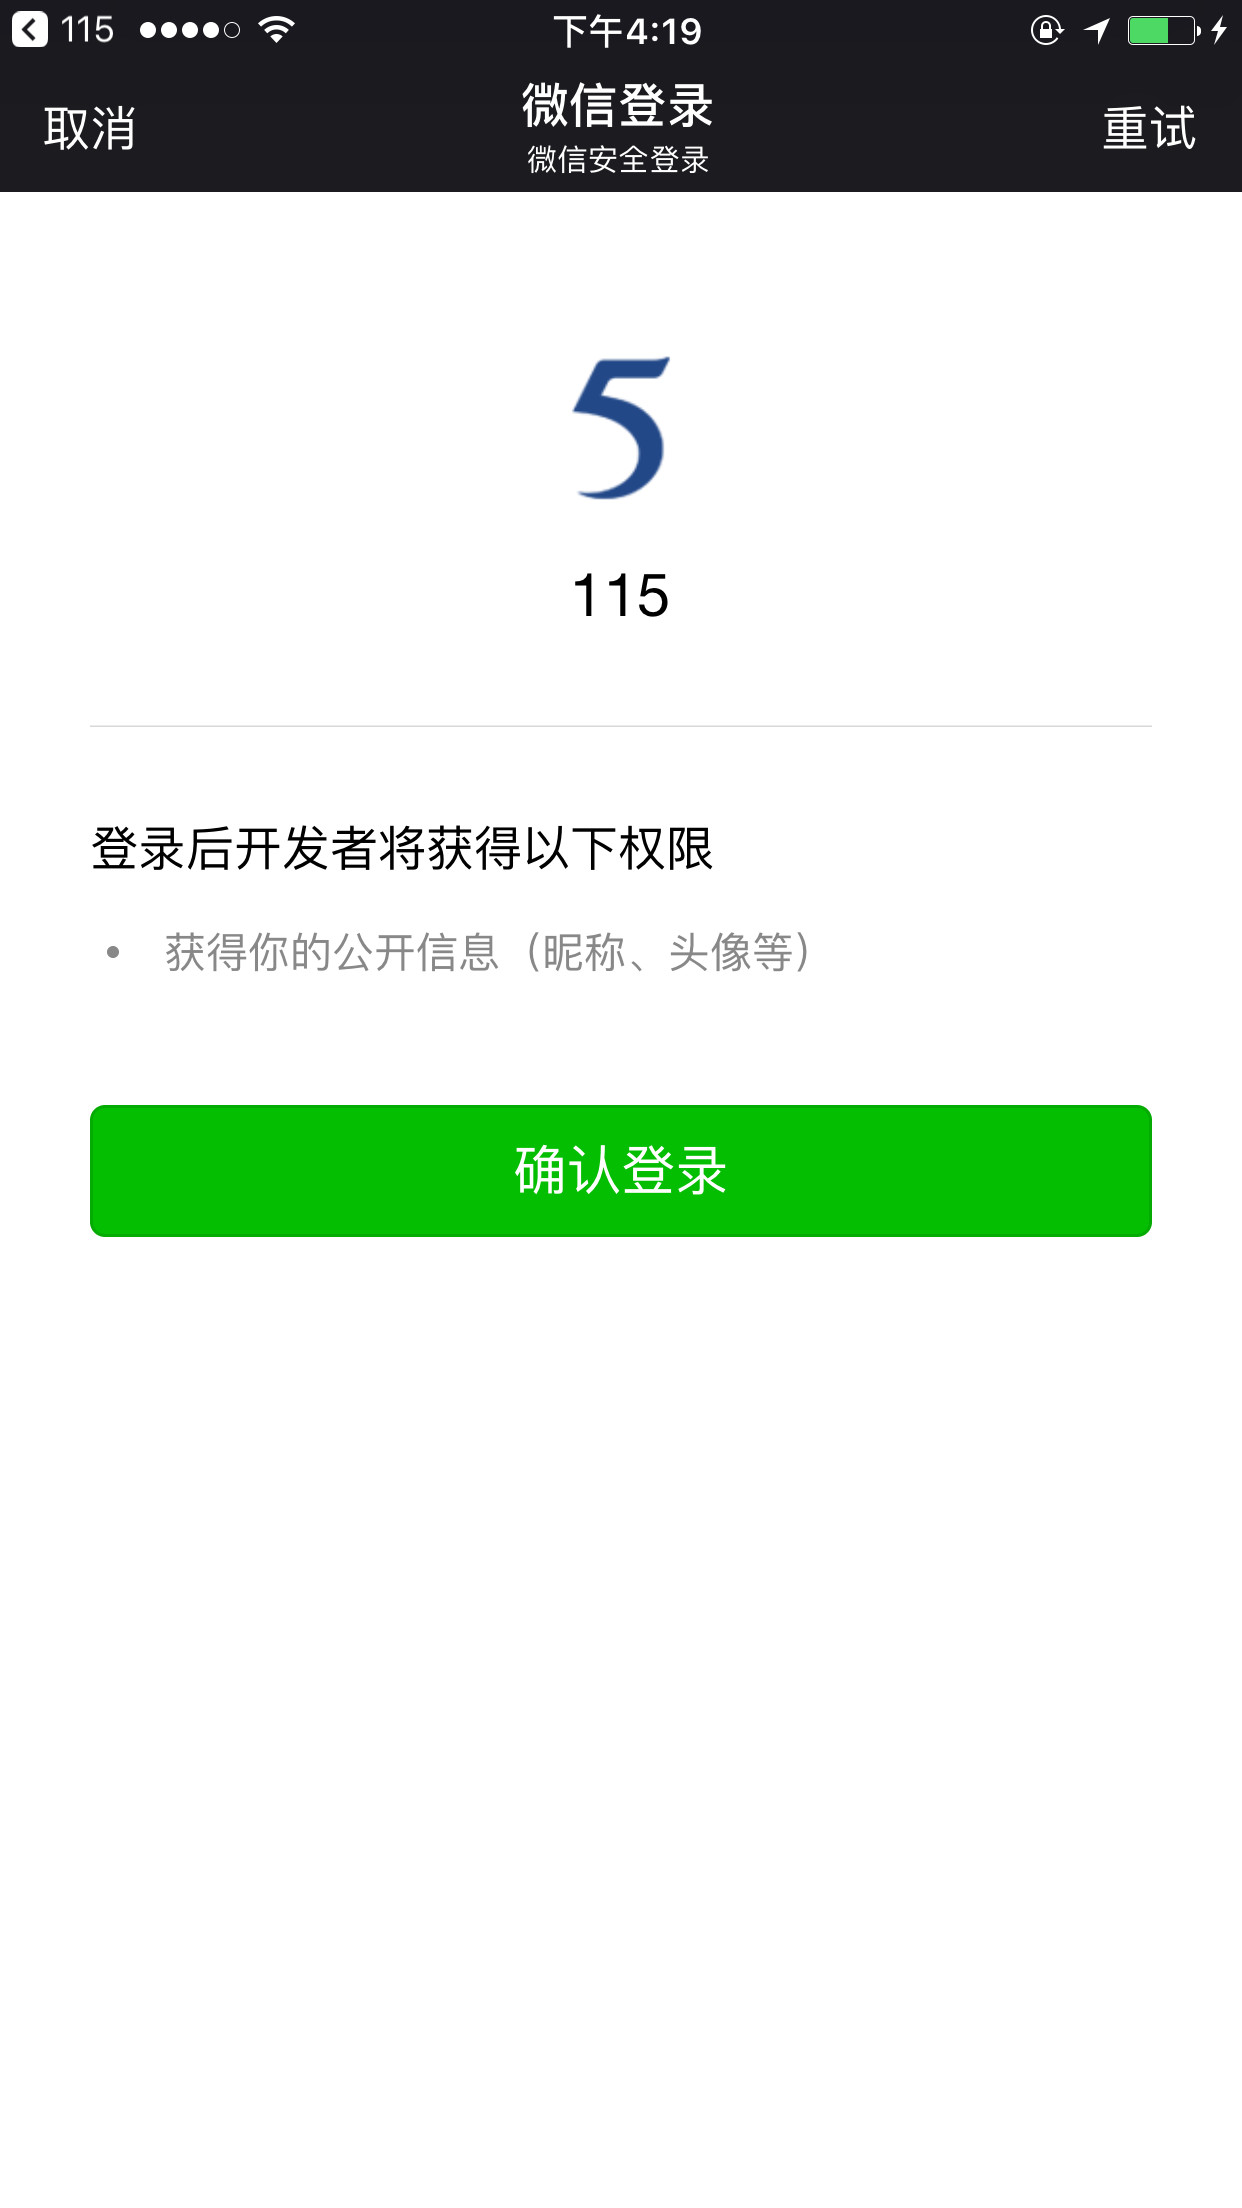 115
下午4:19
取消
微信登录
微信安全登录
重试
5
115
登录后开发者将获得以下权限
• 获得你的公开信息（昵称、头像等）
确认登录